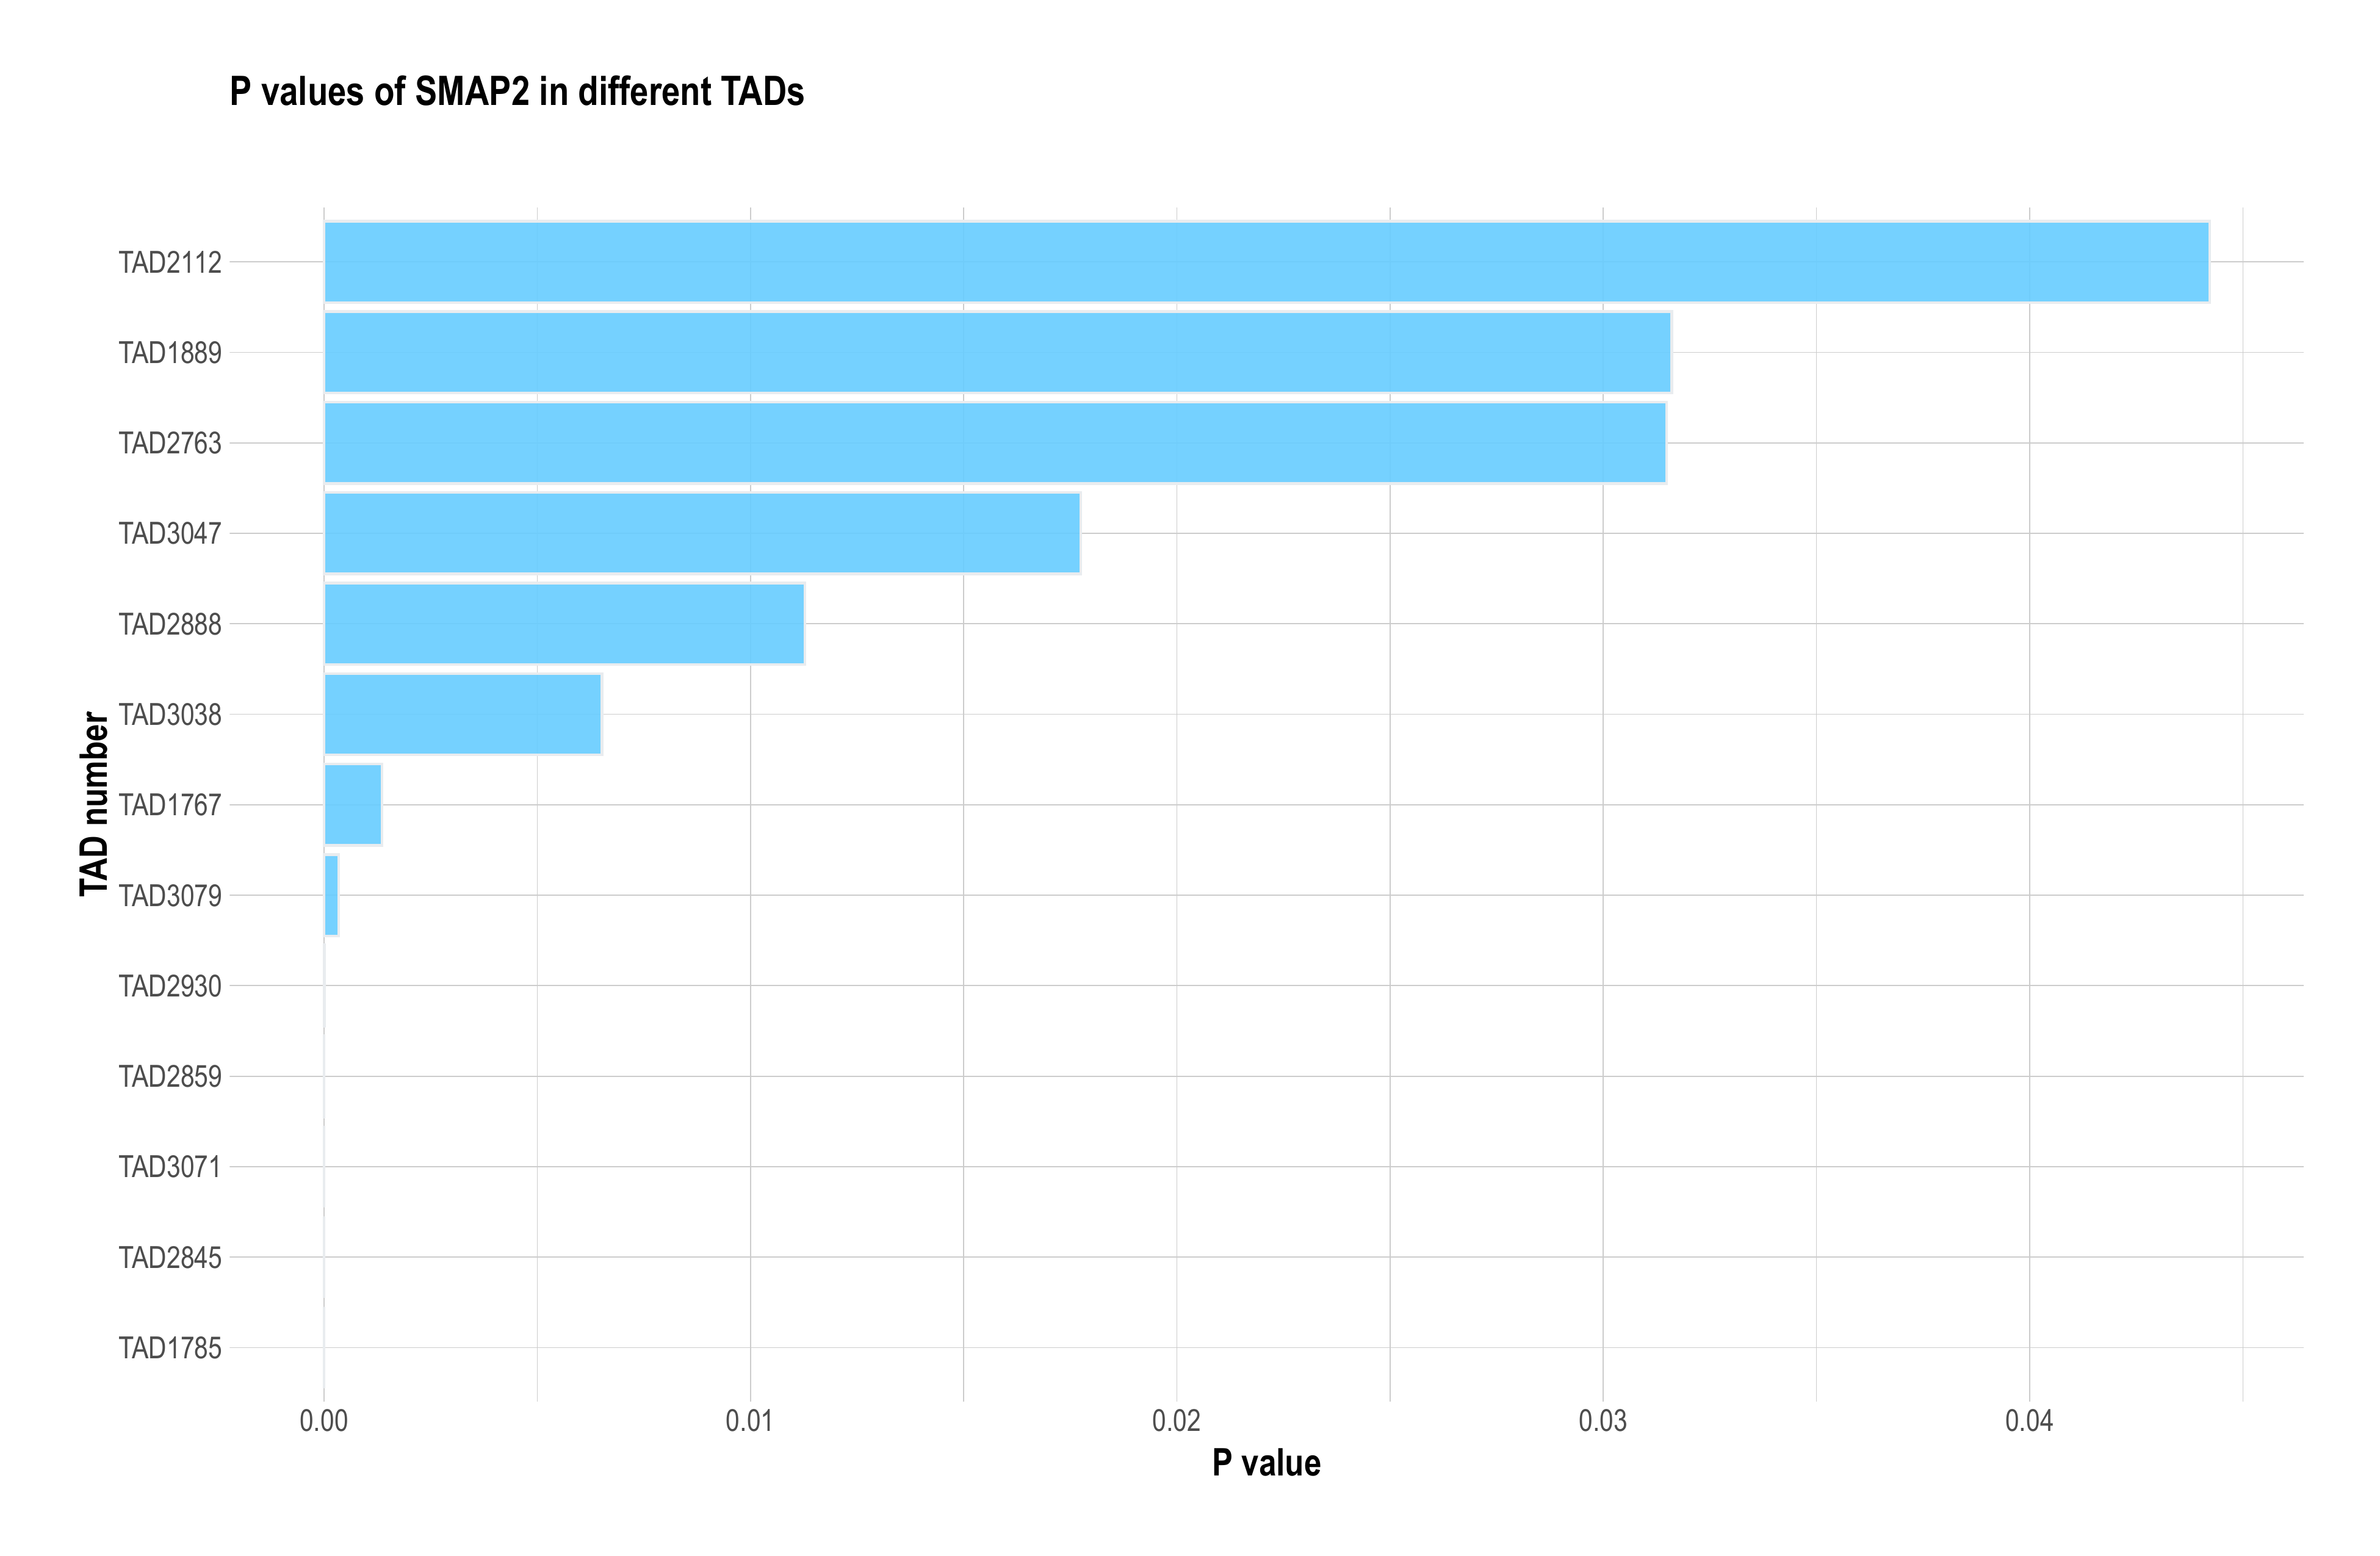 P values of SMAP2 in different TADs
TAD2112
TAD1889
TAD2763
TAD3047
TAD2888
TAD3038
TAD1767
TAD3079
TAD2930
TAD2859
TAD3071
TAD2845
TAD1785
TAD number
0.00 0.01 0.02 0.03 0.04
P value